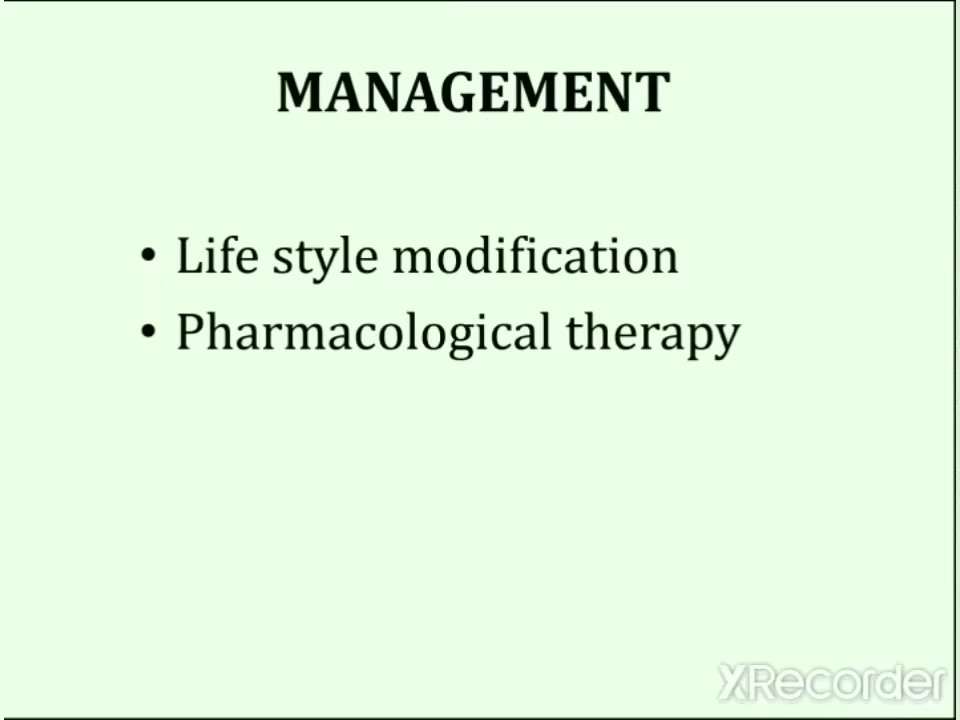 MANAGEMENT
• Life style modification
• Pharmacological therapy
XRecorder